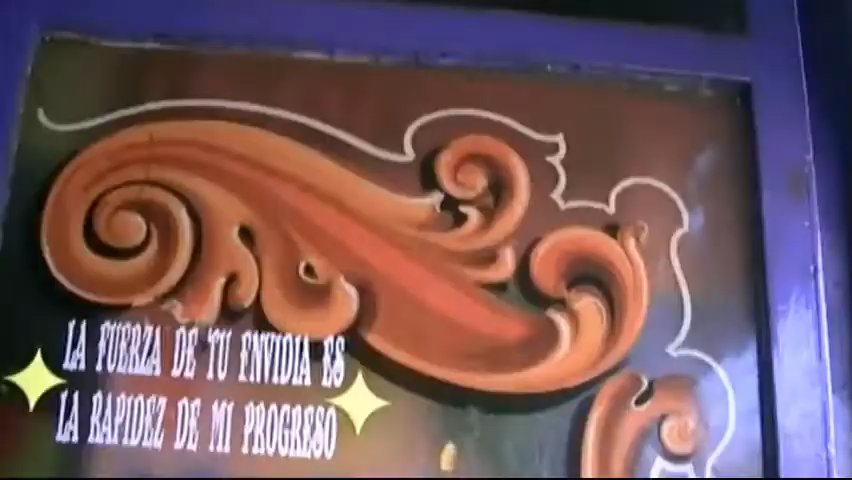 LA FUERZA DE TU ENVIDIA ES
LA RAPIDEZ DE MI PROGRESO